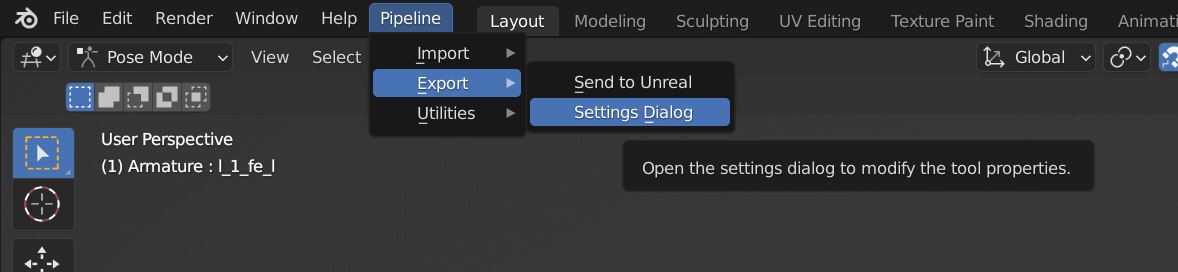 File Edit Render Window Help Pipeline Layout Modeling Sculpting UV Editing Texture Paint Shading Animati
Pose Mode View Select Import Global
Export Send to Unreal
Utilities Settings Dialog
User Perspective
(1) Armature : l_1_fe_l
Open the settings dialog to modify the tool properties.